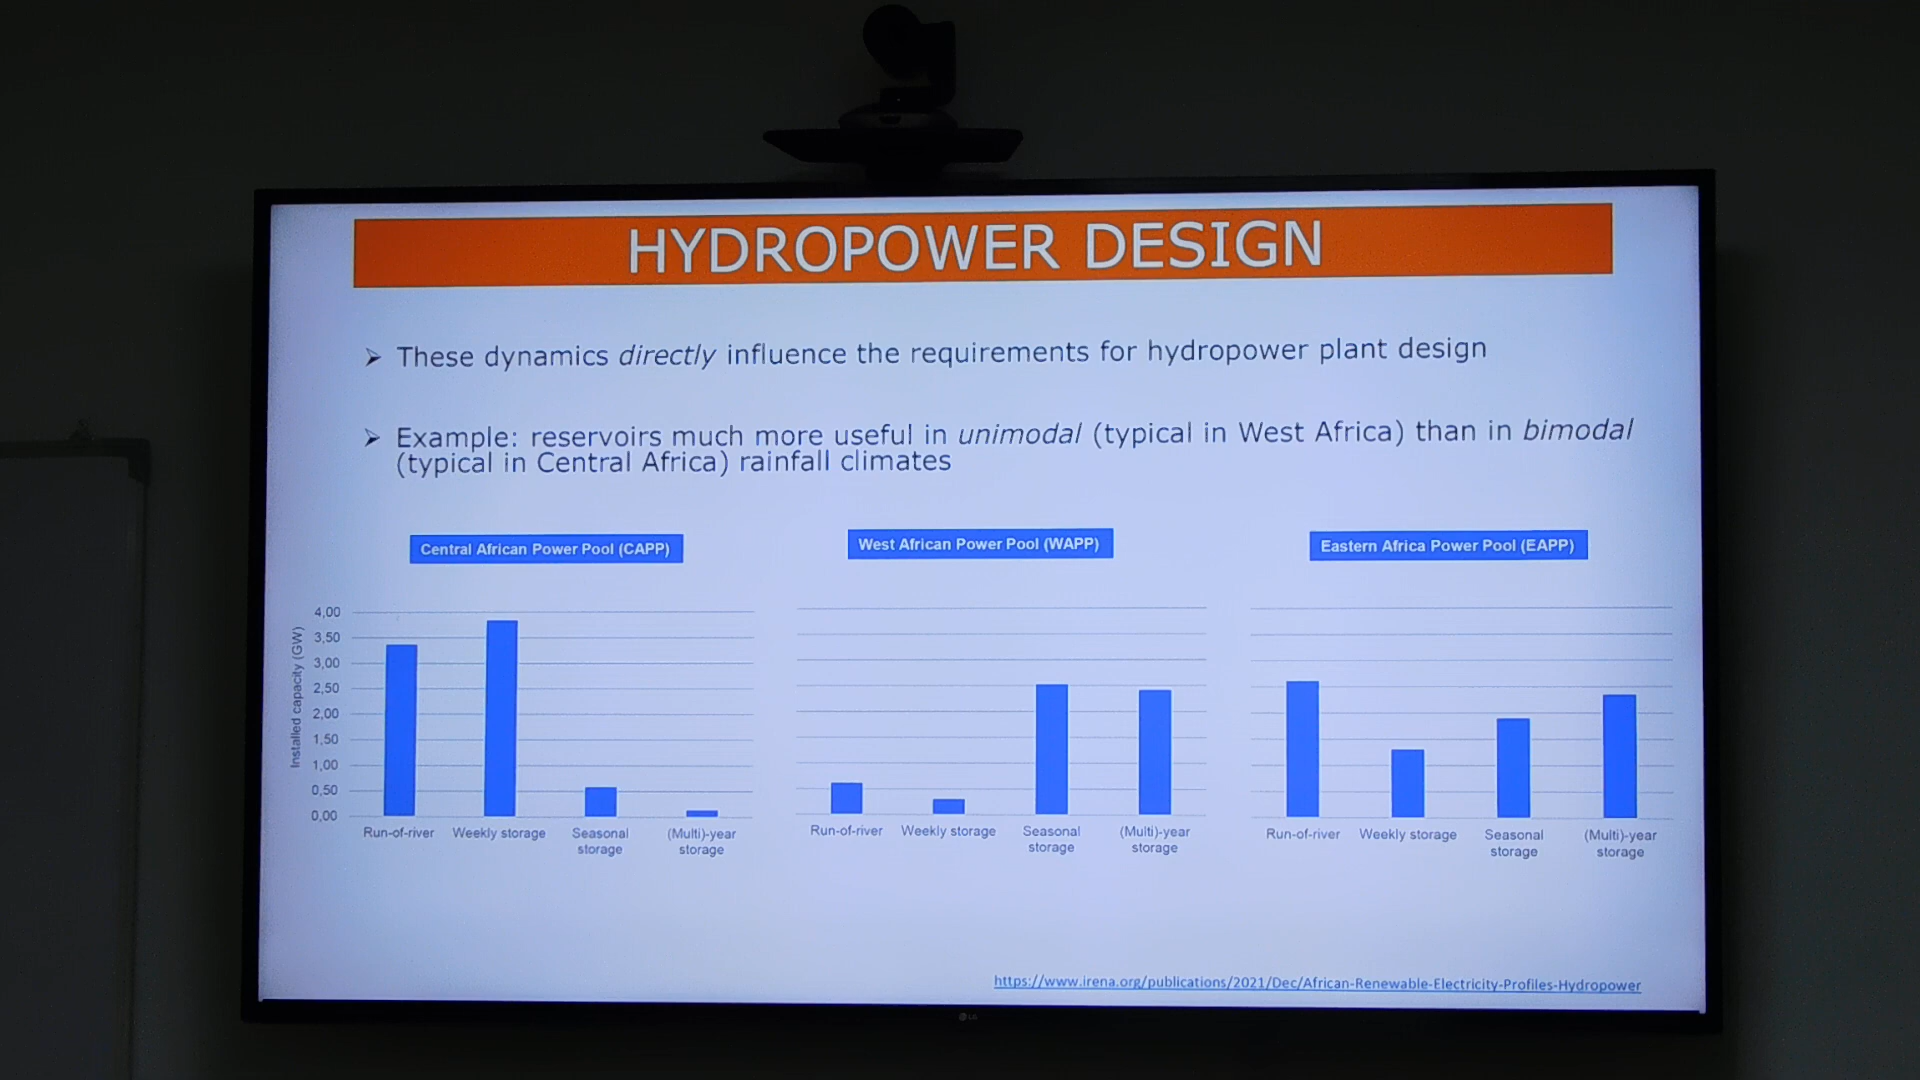 HYDROPOWER DESIGN
➢ These dynamics directly influence the requirements for hydropower plant design
➢ Example: reservoirs much more useful in unimodal (typical in West Africa) than in bimodal
(typical in Central Africa) rainfall climates
Central African Power Pool (CAPP)
West African Power Pool (WAPP)
Eastern Africa Power Pool (EAPP)
Installed capacity (GW)
4,00
3,50
3,00
2,50
2,00
1,50
1,00
0,50
0,00
Run-of-river
Weekly storage
Seasonal
storage
(Multi)-year
storage
Run-of-river
Weekly storage
Seasonal
storage
(Multi)-year
storage
Run-of-river
Weekly storage
Seasonal
storage
(Multi)-year
storage
https://www.irena.org/publications/2021/Dec/African-Renewable-Electricity-Profiles-Hydropower
LG